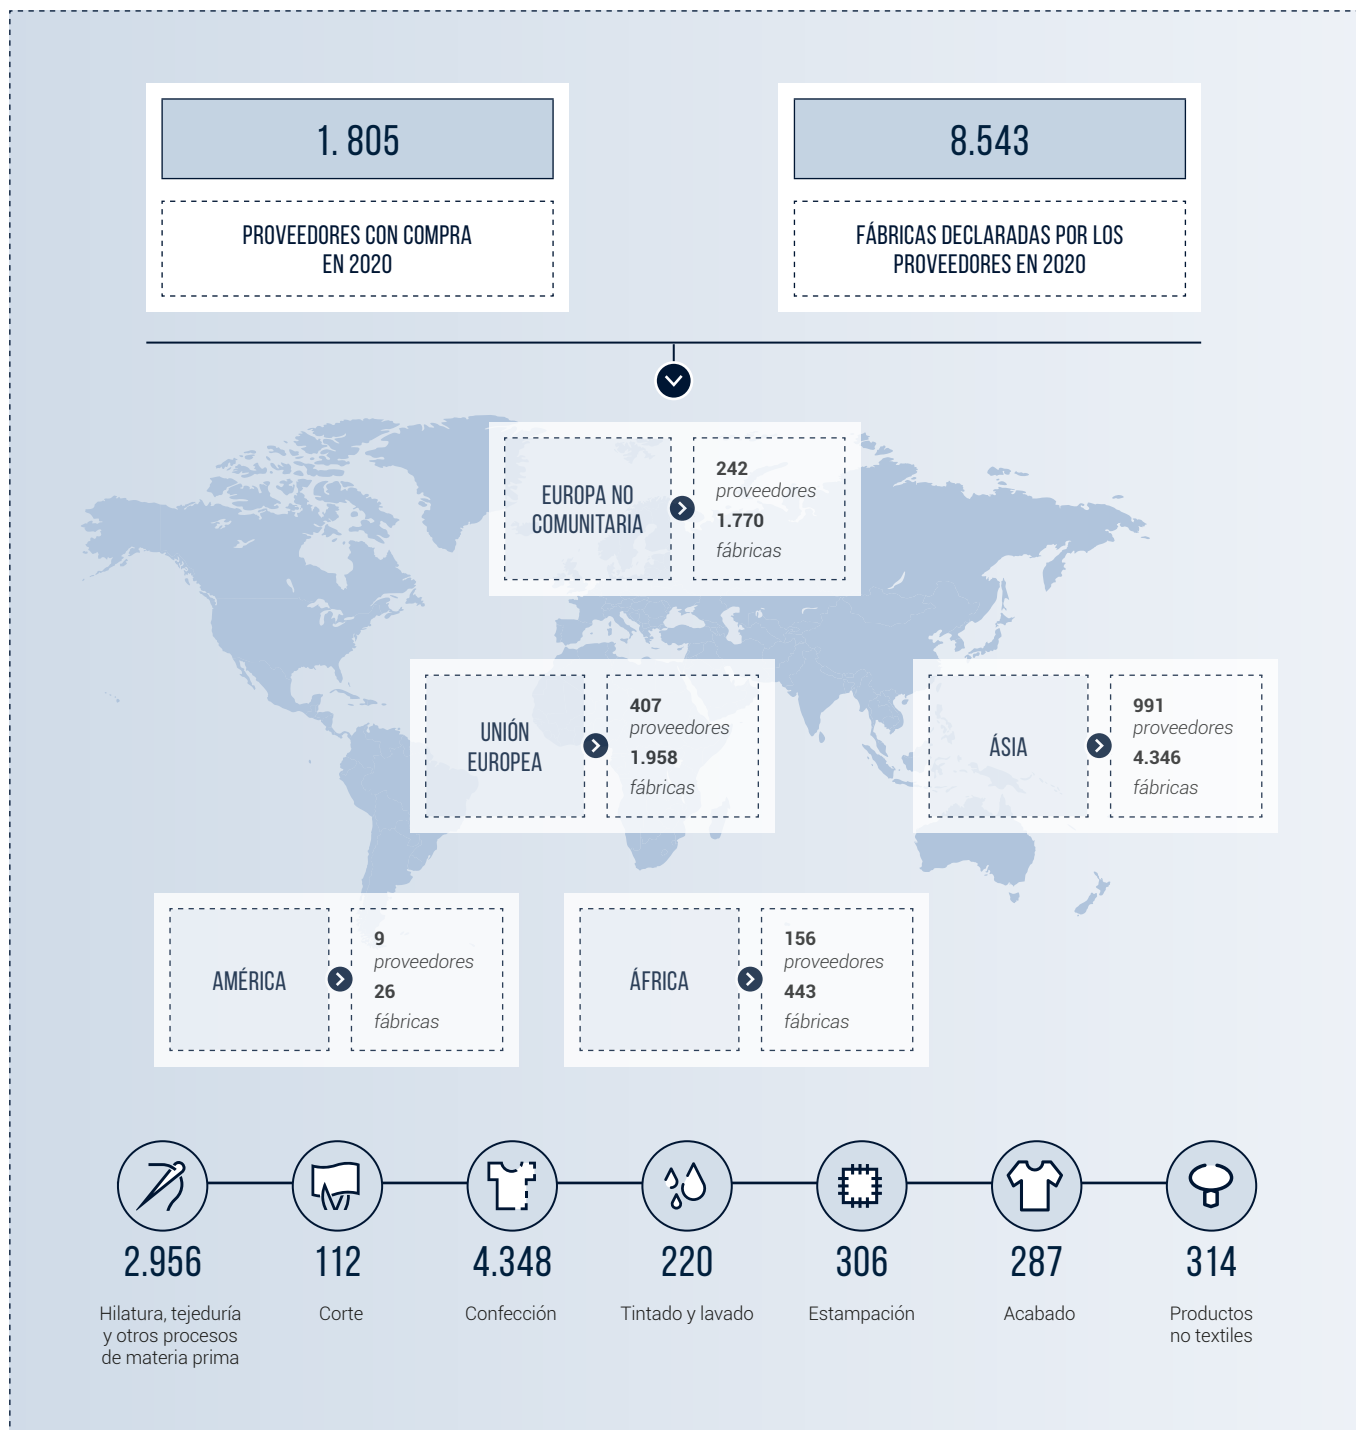 1. 805
PROVEEDORES CON COMPRA
EN 2020
8.543
FÁBRICAS DECLARADAS POR LOS
PROVEEDORES EN 2020
EUROPA NO
COMUNITARIA
242
proveedores
1.770
fábricas
UNIÓN
EUROPEA
407
proveedores
1.958
fábricas
ÁSIA
991
proveedores
4.346
fábricas
AMÉRICA
9
proveedores
26
fábricas
ÁFRICA
156
proveedores
443
fábricas
2.956
Hilatura, tejeduría
y otros procesos
de materia prima
112
Corte
4.348
Confección
220
Tintado y lavado
306
Estampación
287
Acabado
314
Productos
no textiles